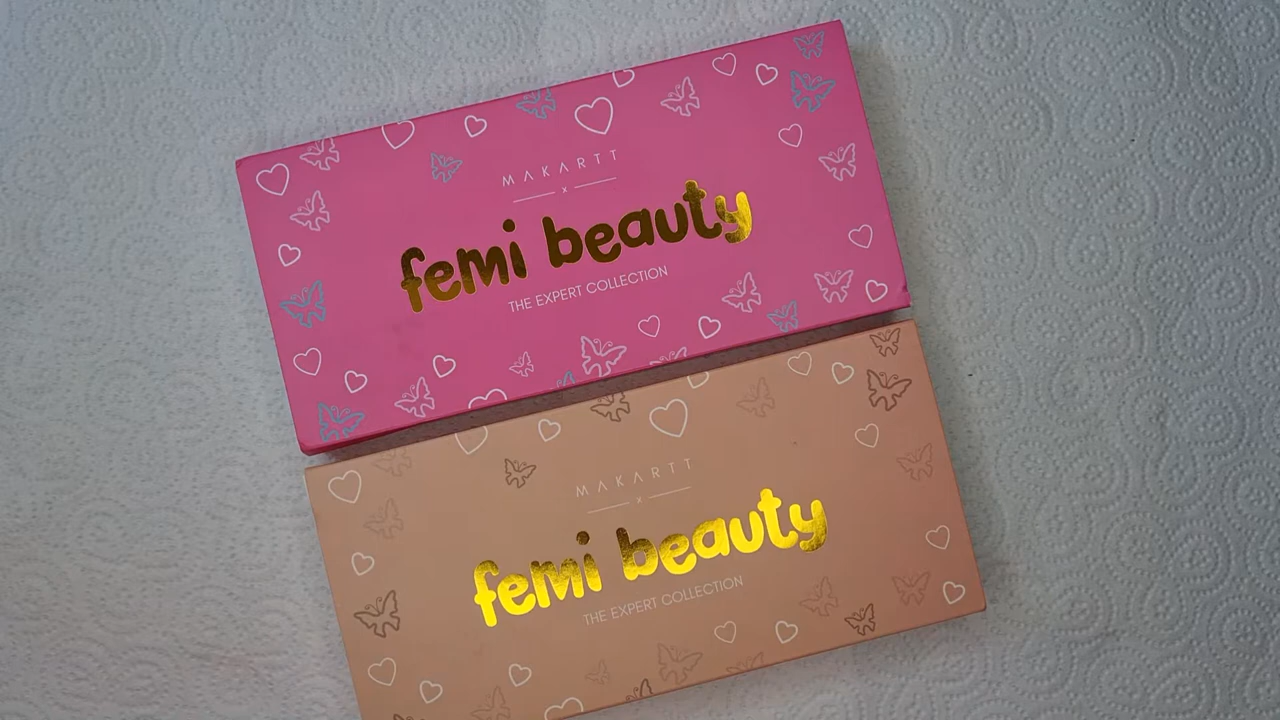 MAKARTT
x
femi beauty
THE EXPERT COLLECTION
MAKARTT
x
femi beauty
THE EXPERT COLLECTION